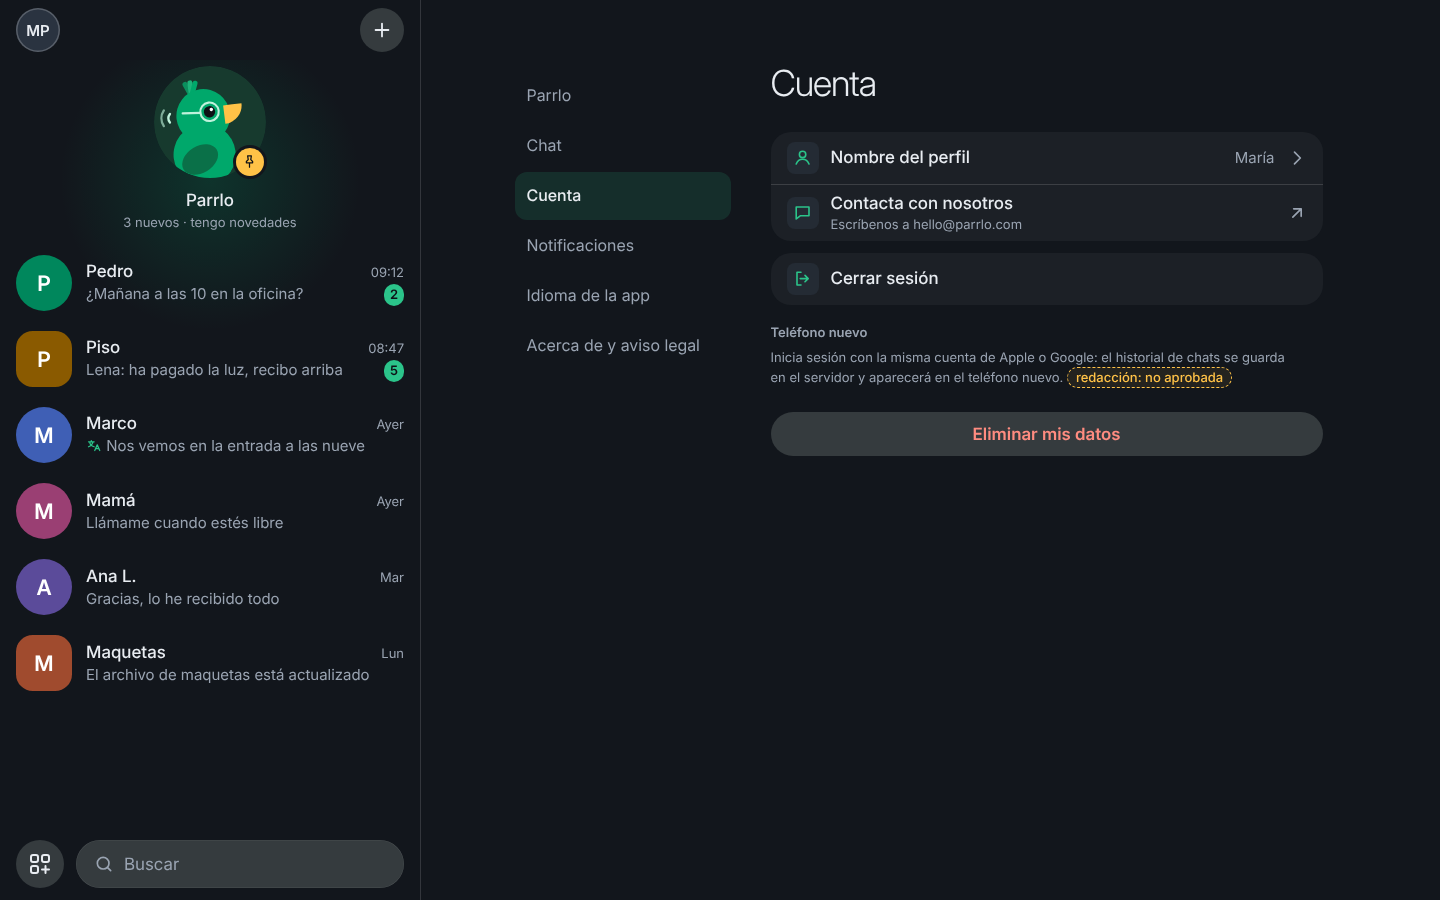 MP
Parrlo
3 nuevos · tengo novedades
P
Pedro
09:12
¿Mañana a las 10 en la oficina?
2
P
Piso
08:47
Lena: ha pagado la luz, recibo arriba
5
M
Marco
Ayer
Nos vemos en la entrada a las nueve
M
Mamá
Ayer
Llámame cuando estés libre
A
Ana L.
Mar
Gracias, lo he recibido todo
M
Maquetas
Lun
El archivo de maquetas está actualizado
Buscar
Parrlo
Chat
Cuenta
Notificaciones
Idioma de la app
Acerca de y aviso legal
Cuenta
Nombre del perfil
María
Contacta con nosotros
Escríbenos a hello@parrlo.com
Cerrar sesión
Teléfono nuevo
Inicia sesión con la misma cuenta de Apple o Google: el historial de chats se guarda
en el servidor y aparecerá en el teléfono nuevo. redacción: no aprobada
Eliminar mis datos